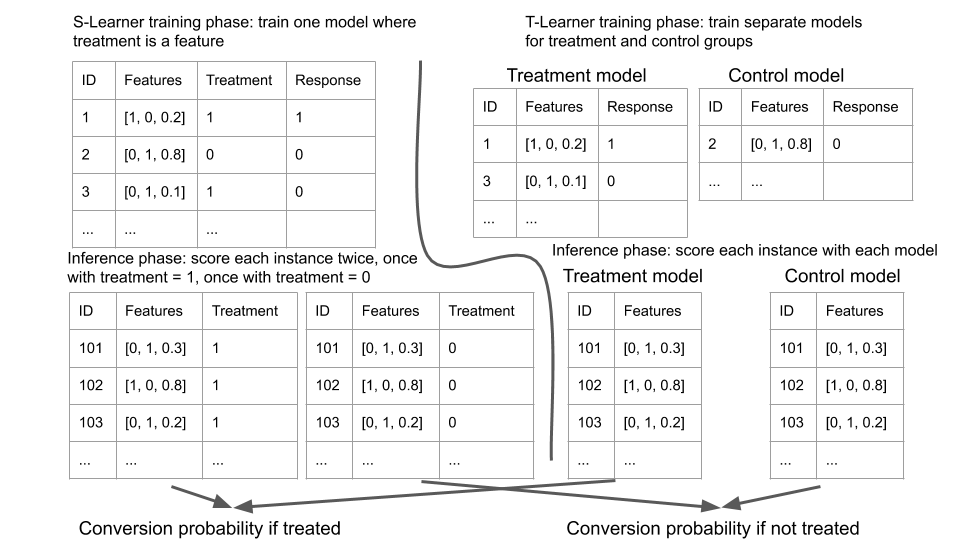 S-Learner training phase: train one model where
treatment is a feature
ID Features Treatment Response
1 [1, 0, 0.2] 1 1
2 [0, 1, 0.8] 0 0
3 [0, 1, 0.1] 1 0
... ... ...
T-Learner training phase: train separate models
for treatment and control groups
Treatment model
ID Features Response
1 [1, 0, 0.2] 1
3 [0, 1, 0.1] 0
... ...
Control model
ID Features Response
2 [0, 1, 0.8] 0
... ...
Inference phase: score each instance twice, once
with treatment = 1, once with treatment = 0
ID Features Treatment
101 [0, 1, 0.3] 1
102 [1, 0, 0.8] 1
103 [0, 1, 0.2] 1
... ... ...
ID Features Treatment
101 [0, 1, 0.3] 0
102 [1, 0, 0.8] 0
103 [0, 1, 0.2] 0
... ... ...
Inference phase: score each instance with each model
Treatment model
ID Features
101 [0, 1, 0.3]
102 [1, 0, 0.8]
103 [0, 1, 0.2]
... ...
Control model
ID Features
101 [0, 1, 0.3]
102 [1, 0, 0.8]
103 [0, 1, 0.2]
... ...
Conversion probability if treated
Conversion probability if not treated